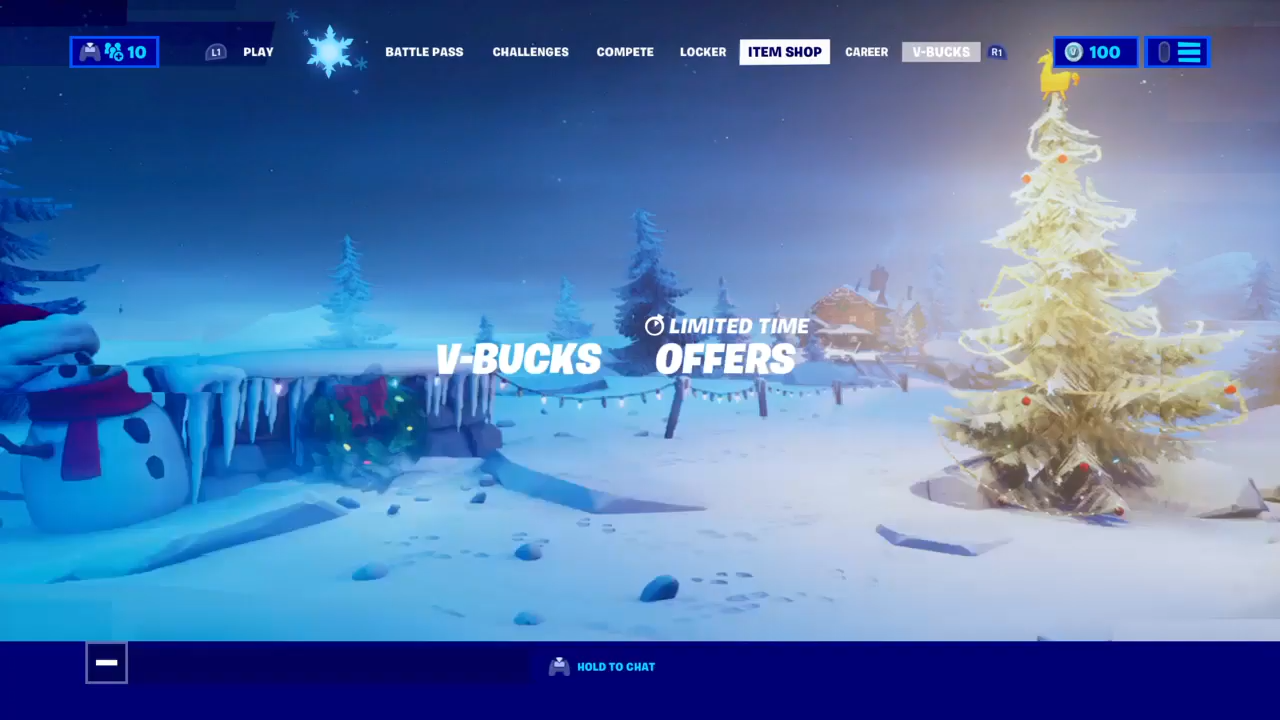 10
L1
PLAY
BATTLE PASS
CHALLENGES
COMPETE
LOCKER
ITEM SHOP
CAREER
V-BUCKS
R1
100
LIMITED TIME
V-BUCKS
OFFERS
HOLD TO CHAT